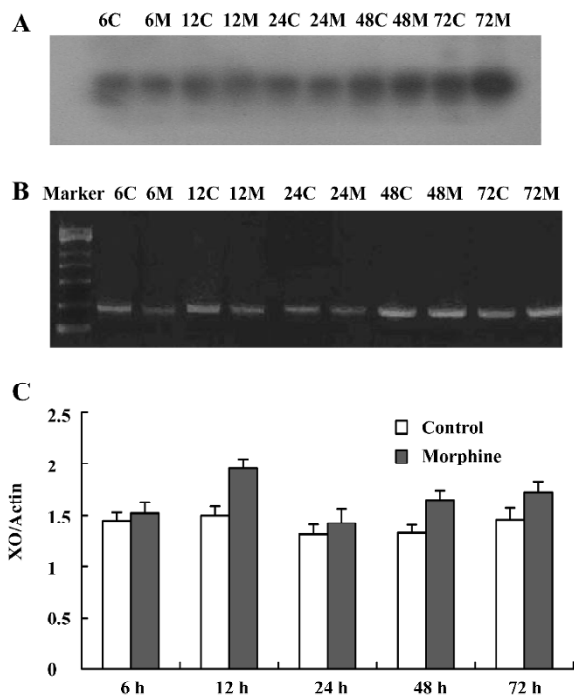 A
6C 6M 12C 12M 24C 24M 48C 48M 72C 72M
B
Marker 6C 6M 12C 12M 24C 24M 48C 48M 72C 72M
C
2.5
2
1.5
1
0.5
0
XO/Actin
Control
Morphine
6 h 12 h 24 h 48 h 72 h